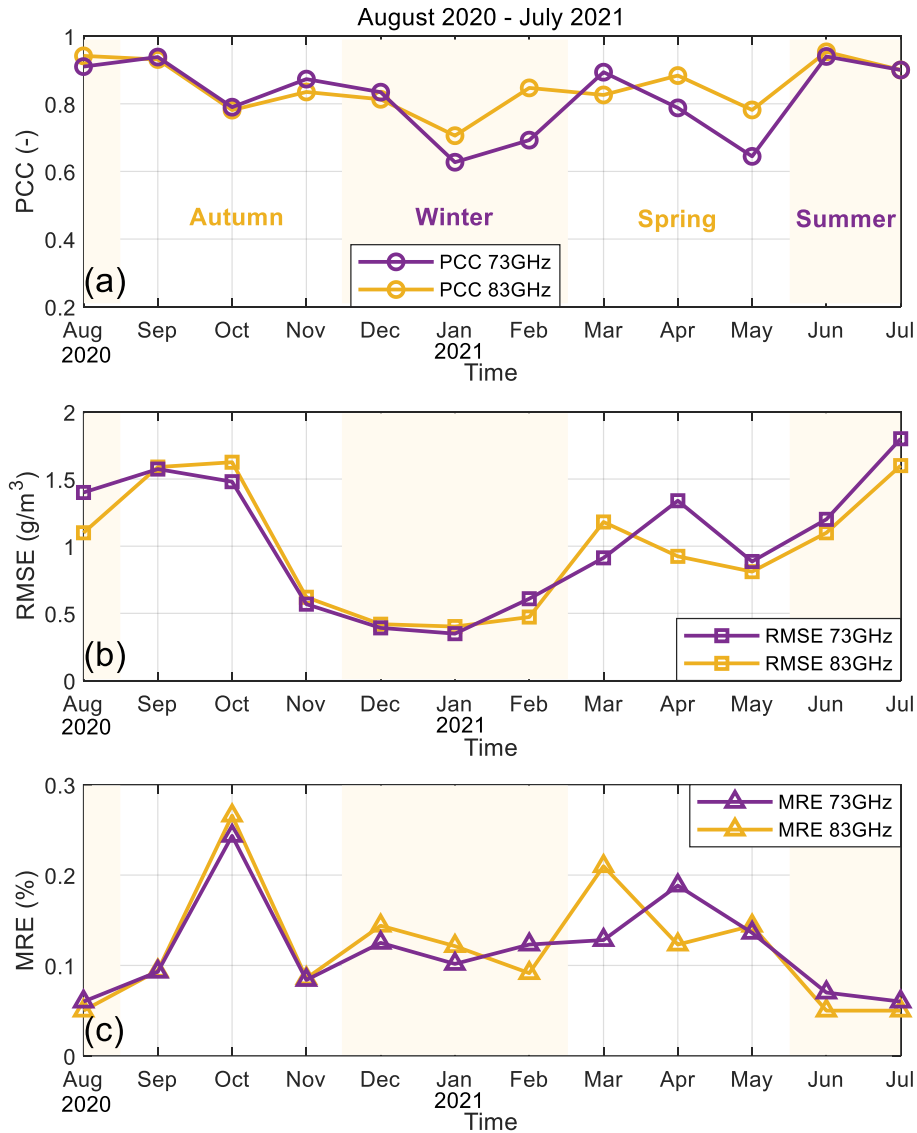 August 2020 - July 2021
1
0.8
0.6
0.4
0.2
PCC (-)
Autumn
Winter
Spring
Summer
PCC 73GHz
PCC 83GHz
(a)
Aug Sep Oct Nov Dec Jan Feb Mar Apr May Jun Jul
2020 2021
Time
2
1.5
1
0.5
0
RMSE (g/m³)
RMSE 73GHz
RMSE 83GHz
(b)
Aug Sep Oct Nov Dec Jan Feb Mar Apr May Jun Jul
2020 2021
Time
0.3
0.2
0.1
0
MRE (%)
MRE 73GHz
MRE 83GHz
(c)
Aug Sep Oct Nov Dec Jan Feb Mar Apr May Jun Jul
2020 2021
Time